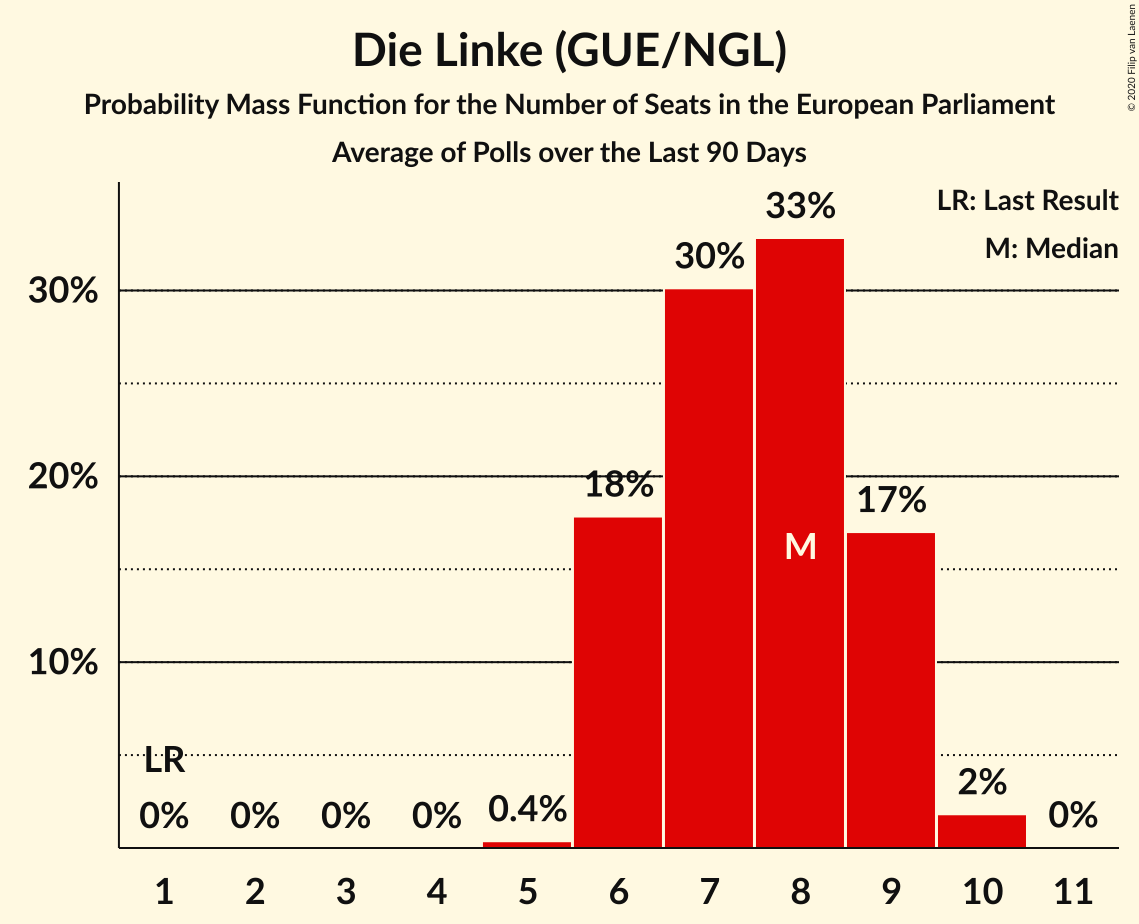 Die Linke (GUE/NGL)
Probability Mass Function for the Number of Seats in the European Parliament
Average of Polls over the Last 90 Days
© 2020 Filip van Laenen
LR: Last Result
M: Median
33%
30%
30%
20%
18%
17%
M
10%
LR
0%
0%
0%
0%
0.4%
2%
0%
1 2 3 4 5 6 7 8 9 10 11